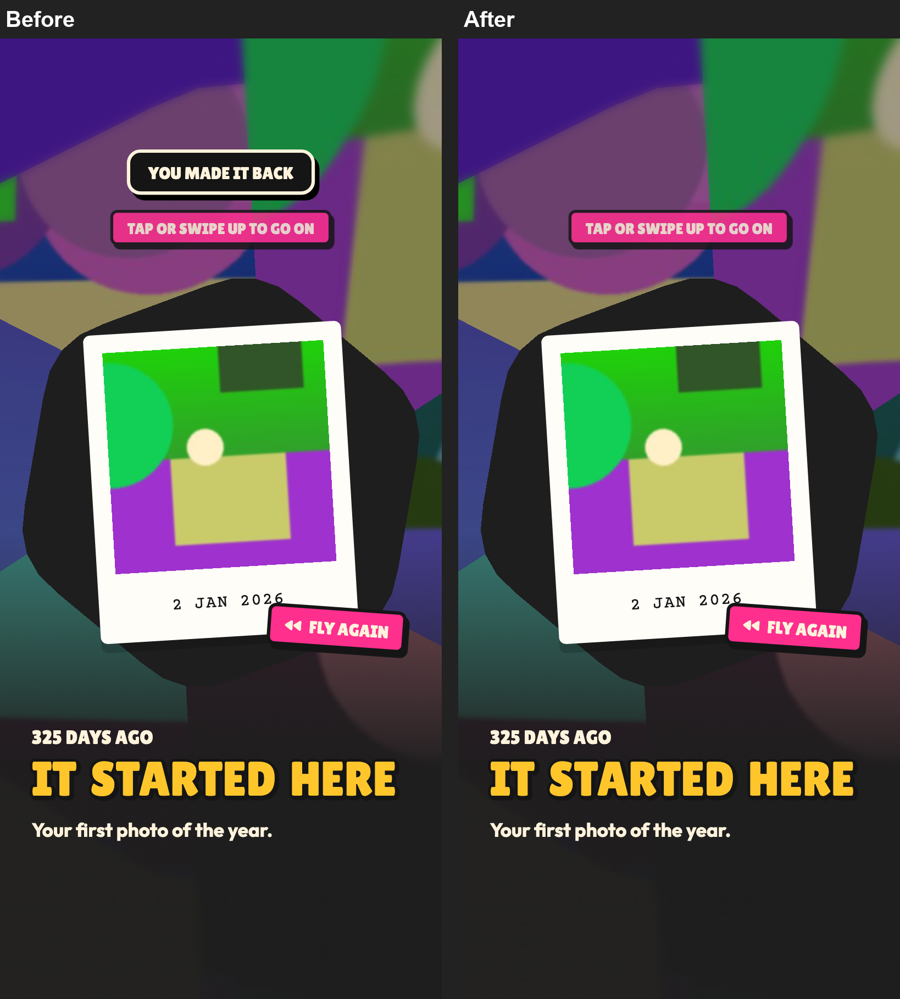 Before
YOU MADE IT BACK
TAP OR SWIPE UP TO GO ON
2 JAN 2026
FLY AGAIN
325 DAYS AGO
IT STARTED HERE
Your first photo of the year.
After
TAP OR SWIPE UP TO GO ON
2 JAN 2026
FLY AGAIN
325 DAYS AGO
IT STARTED HERE
Your first photo of the year.